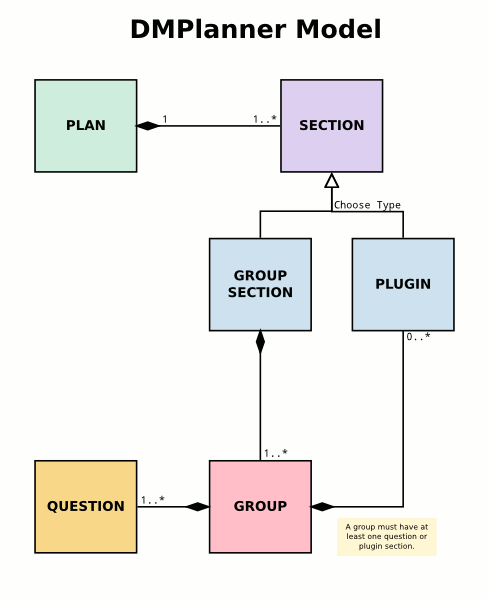 DMPlanner Model
PLAN
1
1..*
SECTION
Choose Type
GROUP
SECTION
PLUGIN
0..*
1..*
QUESTION
1..*
GROUP
A group must have at
least one question or
plugin section.